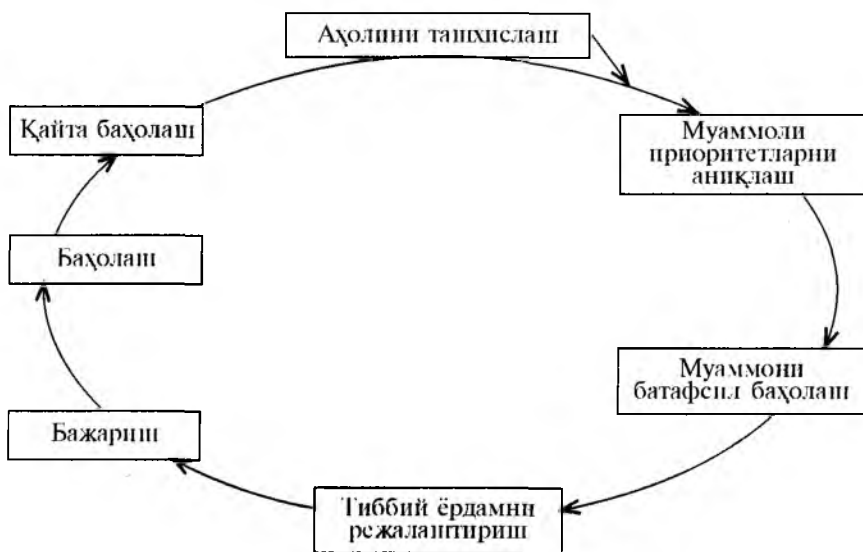 Аҳолини ташхислаш
Муаммоли
приоритетларни
аниқлаш
Муаммони
батафсил баҳолаш
Тиббий ёрдамни
режалаштириш
Бажариш
Баҳолаш
Қайта баҳолаш